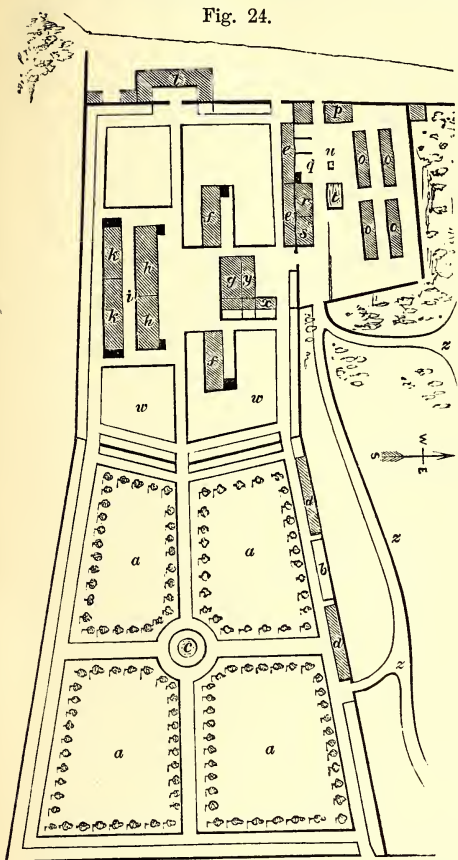 Fig. 24.
p
e q o o
f e r t
s o o
k h g y
i x
k h
f z
w w
W
S E
z
a a b
d
c z
a a